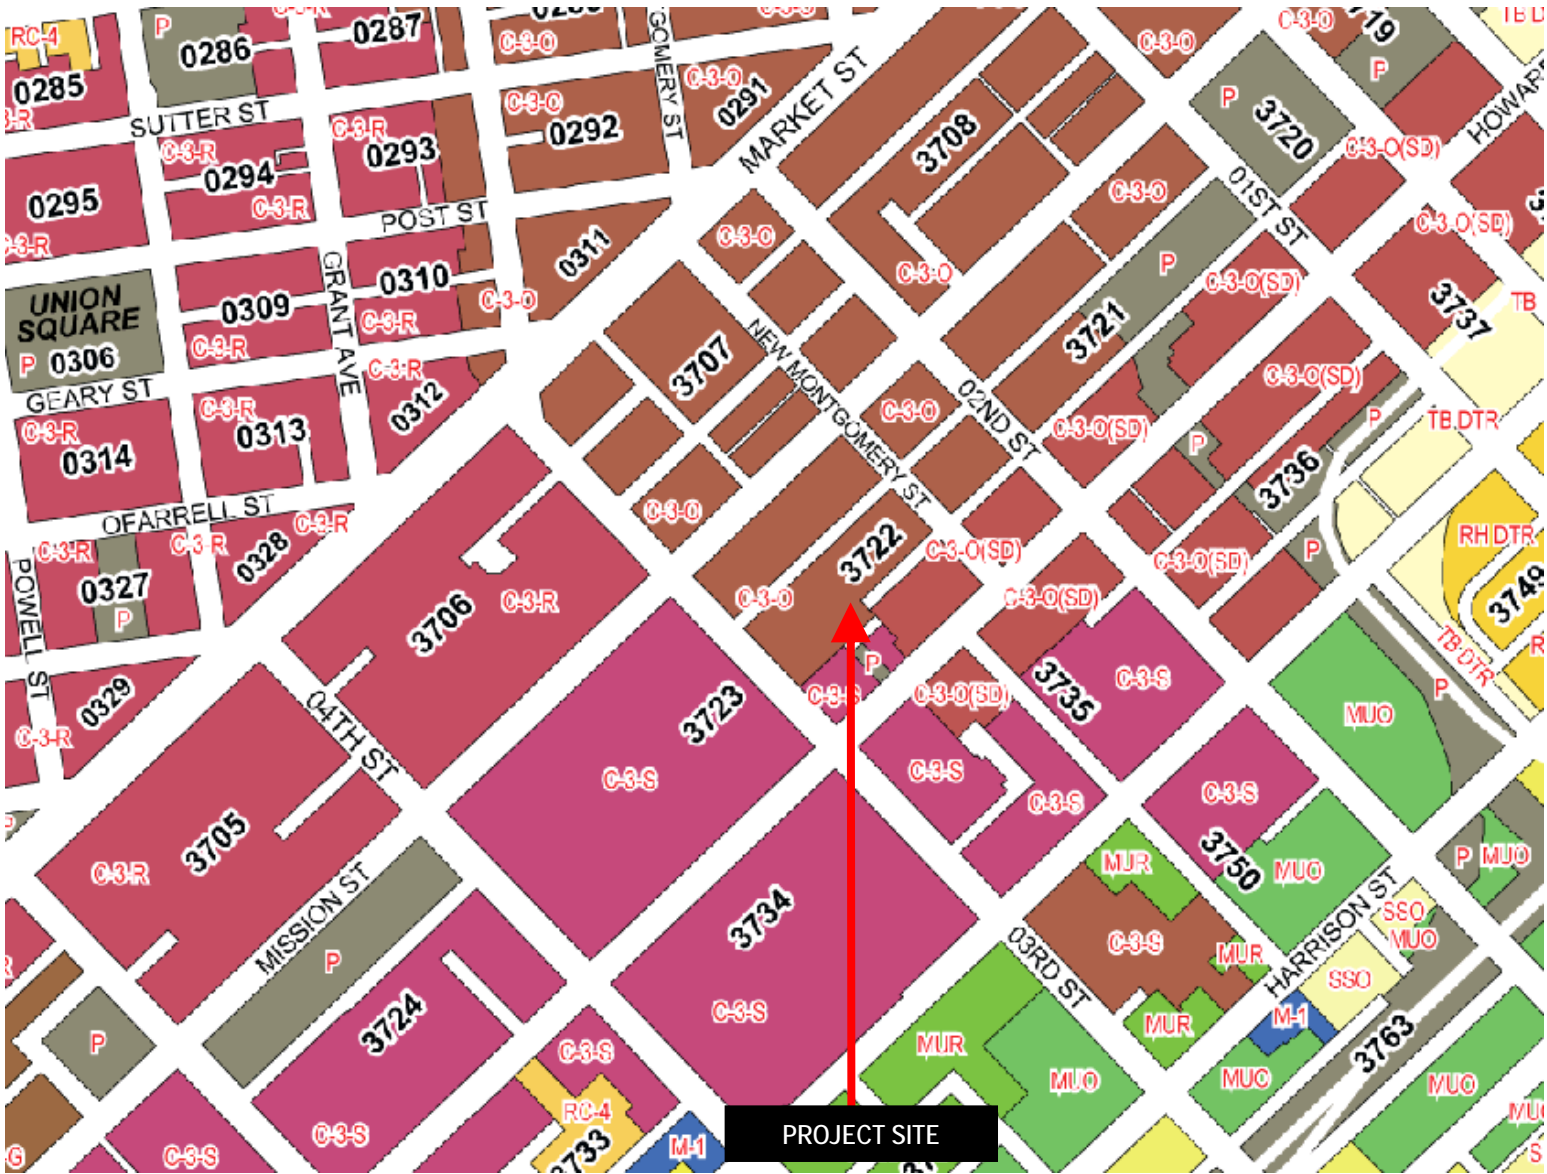 RC-4
P
0286
0287
C-3-O
C-3-O
C-3-O
0285
SUTTER ST
C-3-R
C-3-R
0293
0294
C-3-R
0295
POST ST
C-3-O
0292
C-3-O
0291
MARKET ST
3708
P
3720
P
C-3-O(SD)
C-3-O
01ST ST
C-3-O(SD)
UNION
SQUARE
P 0306
0309
C-3-R
GRANT AVE
0310
C-3-R
C-3-O
0311
C-3-O
C-3-O
P
C-3-O(SD)
3737
TB
GEARY ST
C-3-R
0312
C-3-R
0313
C-3-R
0314
3707
NEW MONTGOMERY ST
C-3-O
02ND ST
3721
C-3-O(SD)
C-3-O(SD)
P
P
TB DTR
3736
OFARRELL ST
C-3-R
C-3-R
C-3-R
0327
P
0328
POWELL ST
C-3-R
0329
3706
C-3-R
C-3-O
3722
C-3-O
C-3-O(SD)
C-3-O(SD)
C-3-O(SD)
P
RH DTR
3749
TB DTR
P
04TH ST
3723
C-3-S
P
C-3-S
C-3-O(SD)
3735
C-3-S
MUO
C-3-S
C-3-S
C-3-S
3750
MUO
MUR
P
MUO
3705
C-3-R
MISSION ST
P
3734
C-3-S
03RD ST
C-3-S
MUR
HARRISON ST
SSO
MUO
SSO
M-1
3763
P
3724
C-3-S
C-3-S
RC-4
3733
M-1
MUR
MUO
MUR
MUO
MUO
C-3-S
PROJECT SITE